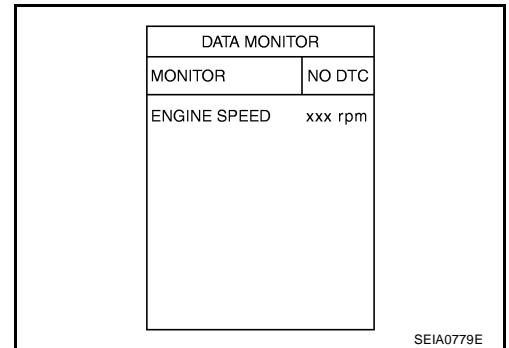 DATA MONITOR
MONITOR NO DTC
ENGINE SPEED xxx rpm
SEIA0779E